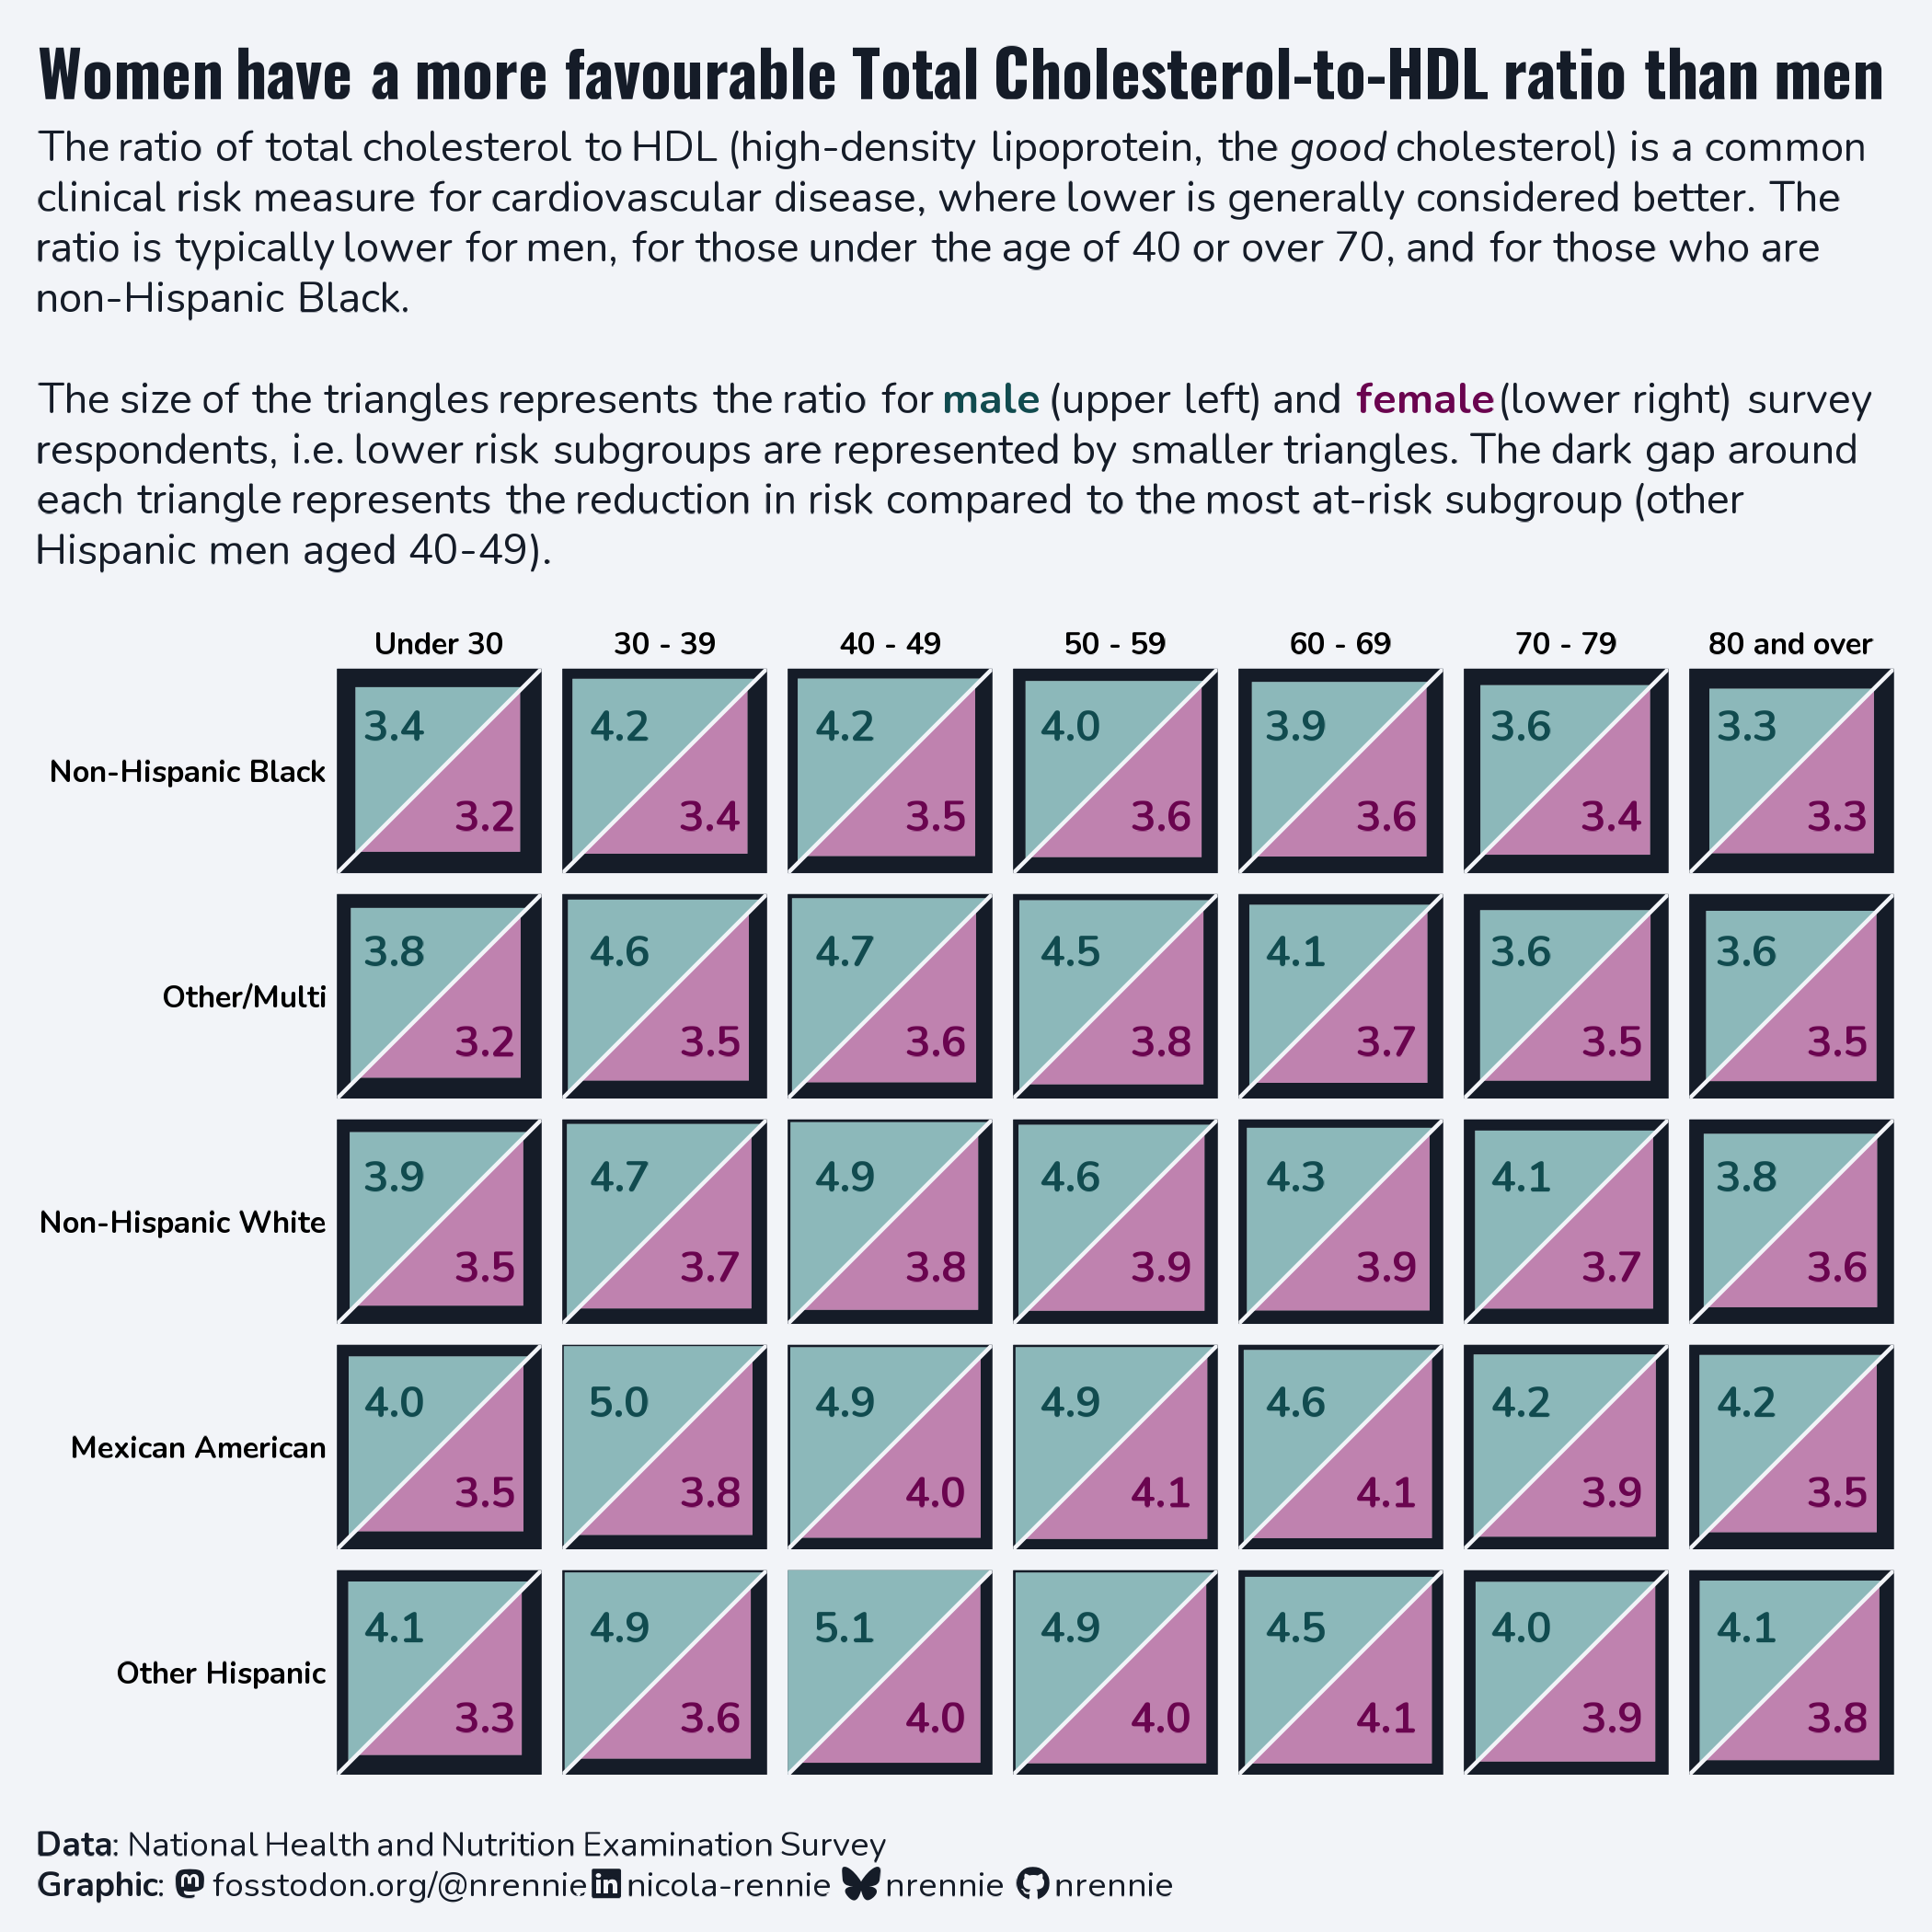 Women have a more favourable Total Cholesterol-to-HDL ratio than men
The ratio of total cholesterol to HDL (high-density lipoprotein, the good cholesterol) is a common
clinical risk measure for cardiovascular disease, where lower is generally considered better. The
ratio is typically lower for men, for those under the age of 40 or over 70, and for those who are
non-Hispanic Black.
The size of the triangles represents the ratio for male (upper left) and female (lower right) survey
respondents, i.e. lower risk subgroups are represented by smaller triangles. The dark gap around
each triangle represents the reduction in risk compared to the most at-risk subgroup (other
Hispanic men aged 40-49).
Under 30 30 - 39 40 - 49 50 - 59 60 - 69 70 - 79 80 and over
3.4 4.2 4.2 4.0 3.9 3.6 3.3
Non-Hispanic Black
3.2 3.4 3.5 3.6 3.6 3.4 3.3
3.8 4.6 4.7 4.5 4.1 3.6 3.6
Other/Multi
3.2 3.5 3.6 3.8 3.7 3.5 3.5
3.9 4.7 4.9 4.6 4.3 4.1 3.8
Non-Hispanic White
3.5 3.7 3.8 3.9 3.9 3.7 3.6
4.0 5.0 4.9 4.9 4.6 4.2 4.2
Mexican American
3.5 3.8 4.0 4.1 4.1 3.9 3.5
4.1 4.9 5.1 4.9 4.5 4.0 4.1
Other Hispanic
3.3 3.6 4.0 4.0 4.1 3.9 3.8
Data: National Health and Nutrition Examination Survey
Graphic: fosstodon.org/@nrennie nicola-rennie nrennie nrennie